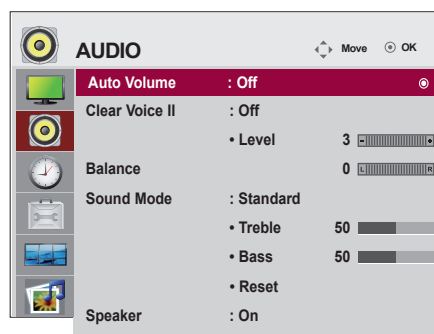 AUDIO Move OK
Auto Volume : Off
Clear Voice II : Off
• Level 3 - +
Balance 0 L R
Sound Mode : Standard
• Treble 50
• Bass 50
• Reset
Speaker : On